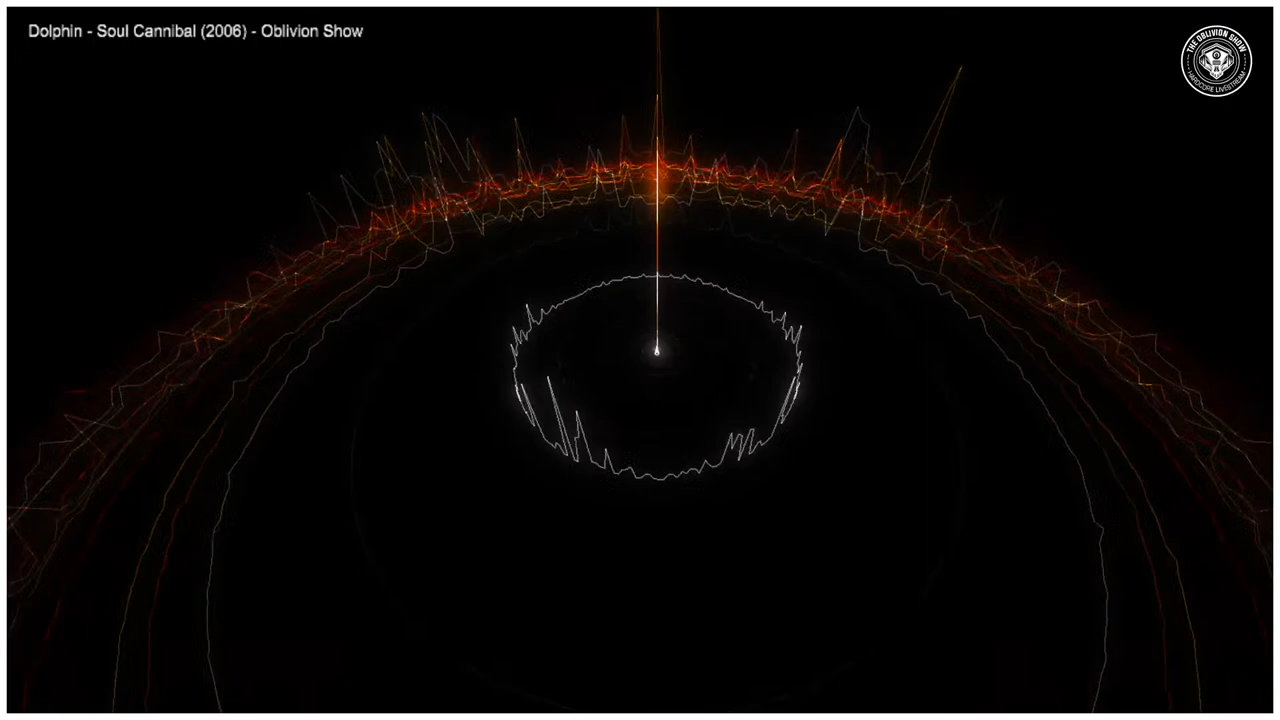 Dolphin - Soul Cannibal (2006) - Oblivion Show
THE OBLIVION SHOW
HARDCORE LIVESTREAM